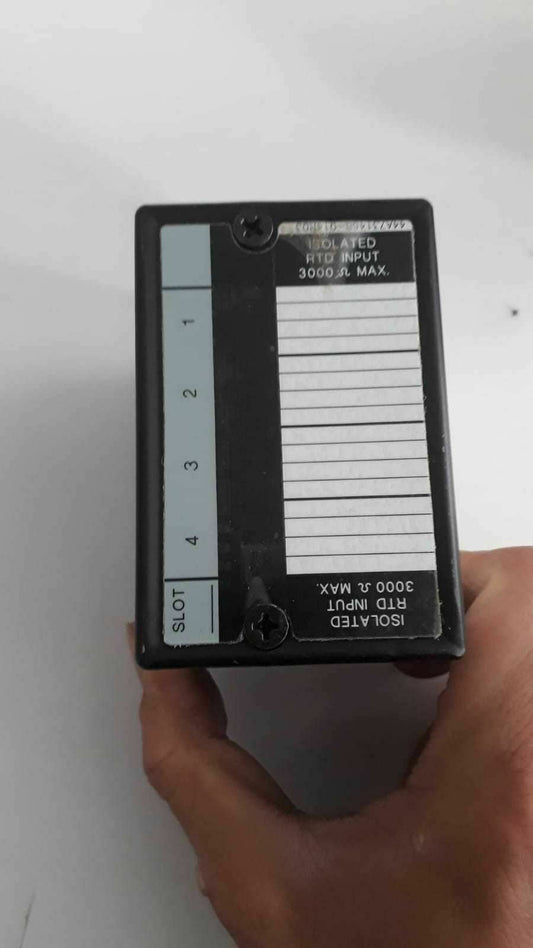 ISOLATED
RTD INPUT
3000 Ω MAX.
1
2
3
4
SLOT
ISOLATED
RTD INPUT
3000 Ω MAX.